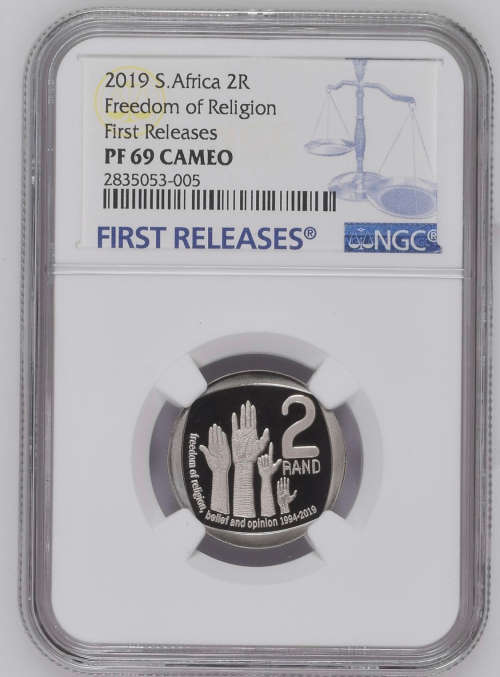 2019 S.Africa 2R
Freedom of Religion
First Releases
PF 69 CAMEO
2835053-005
FIRST RELEASES®
NGC®
2
RAND
freedom of religion,
belief and opinion 1994-2019